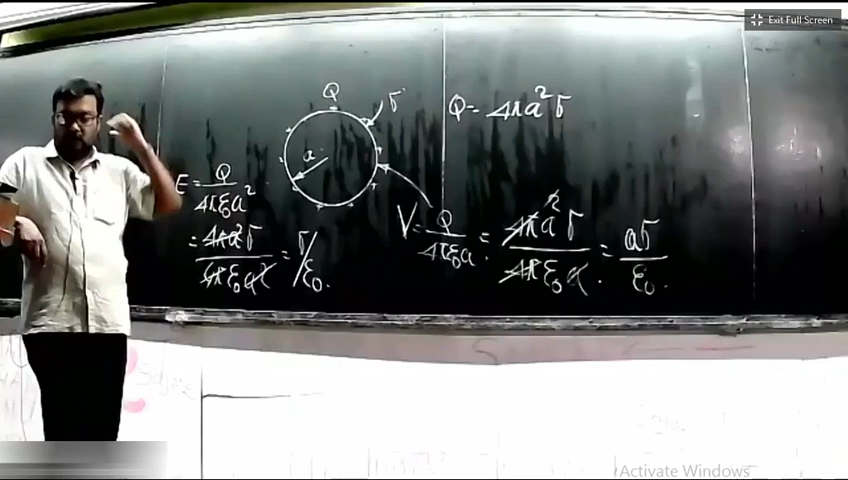 Exit Full Screen
Q
σ
Q = 4πa²σ
a
E = Q / 4πε₀a²
= 4πa²σ / 4πε₀a² = σ/ε₀.
V = Q / 4πε₀a = 4πa²σ / 4πε₀a. = aσ / ε₀.
Activate Windows